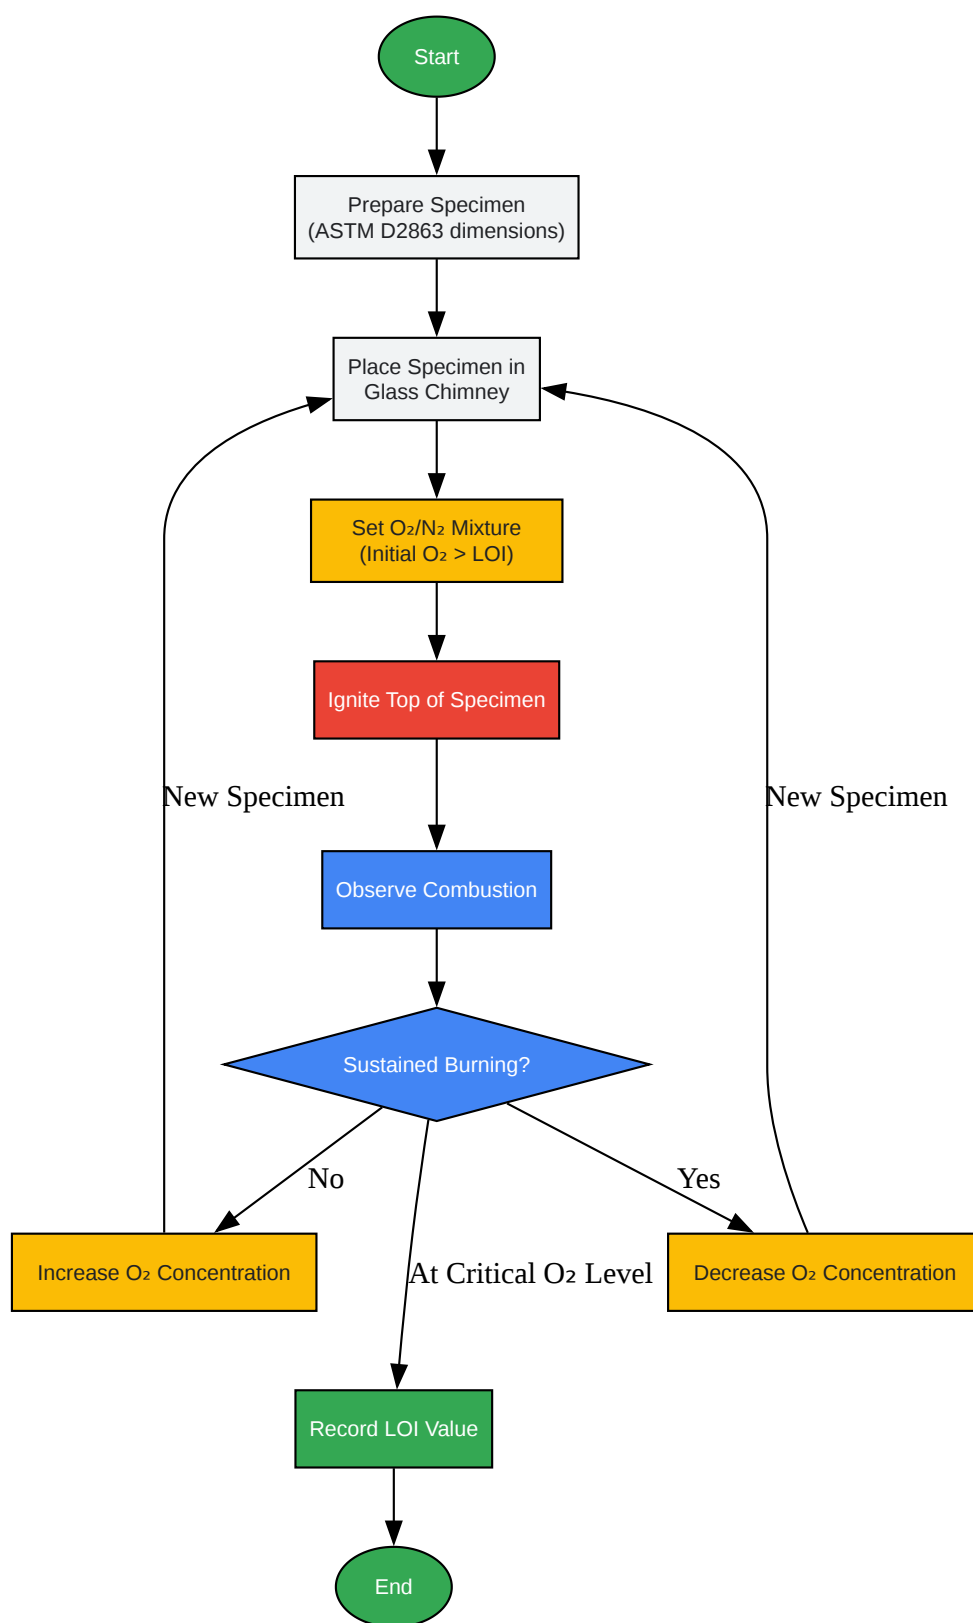 Start
Prepare Specimen
(ASTM D2863 dimensions)
Place Specimen in
Glass Chimney
Set O₂/N₂ Mixture
(Initial O₂ > LOI)
Ignite Top of Specimen
New Specimen
New Specimen
Observe Combustion
Sustained Burning?
No
Yes
Increase O₂ Concentration
At Critical O₂ Level
Decrease O₂ Concentration
Record LOI Value
End